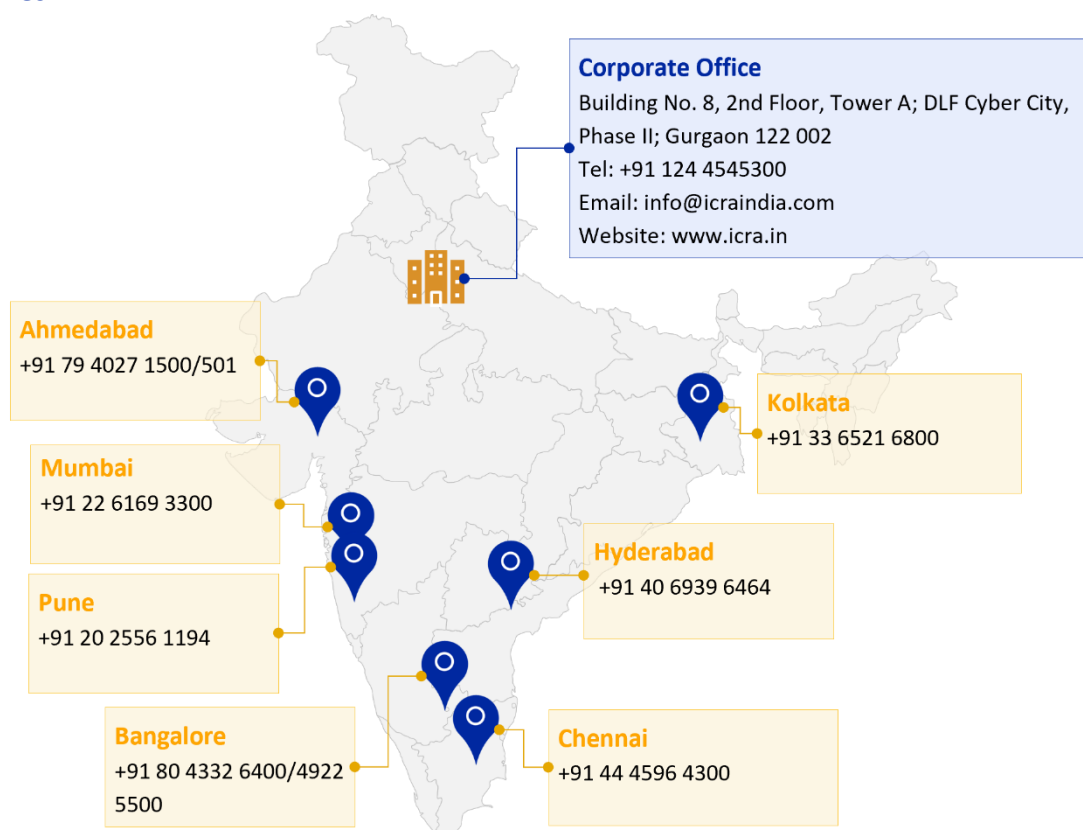 Corporate Office
Building No. 8, 2nd Floor, Tower A; DLF Cyber City,
Phase II; Gurgaon 122 002
Tel: +91 124 4545300
Email: info@icraindia.com
Website: www.icra.in
Ahmedabad
+91 79 4027 1500/501
Kolkata
+91 33 6521 6800
Mumbai
+91 22 6169 3300
Hyderabad
+91 40 6939 6464
Pune
+91 20 2556 1194
Bangalore
+91 80 4332 6400/4922
5500
Chennai
+91 44 4596 4300